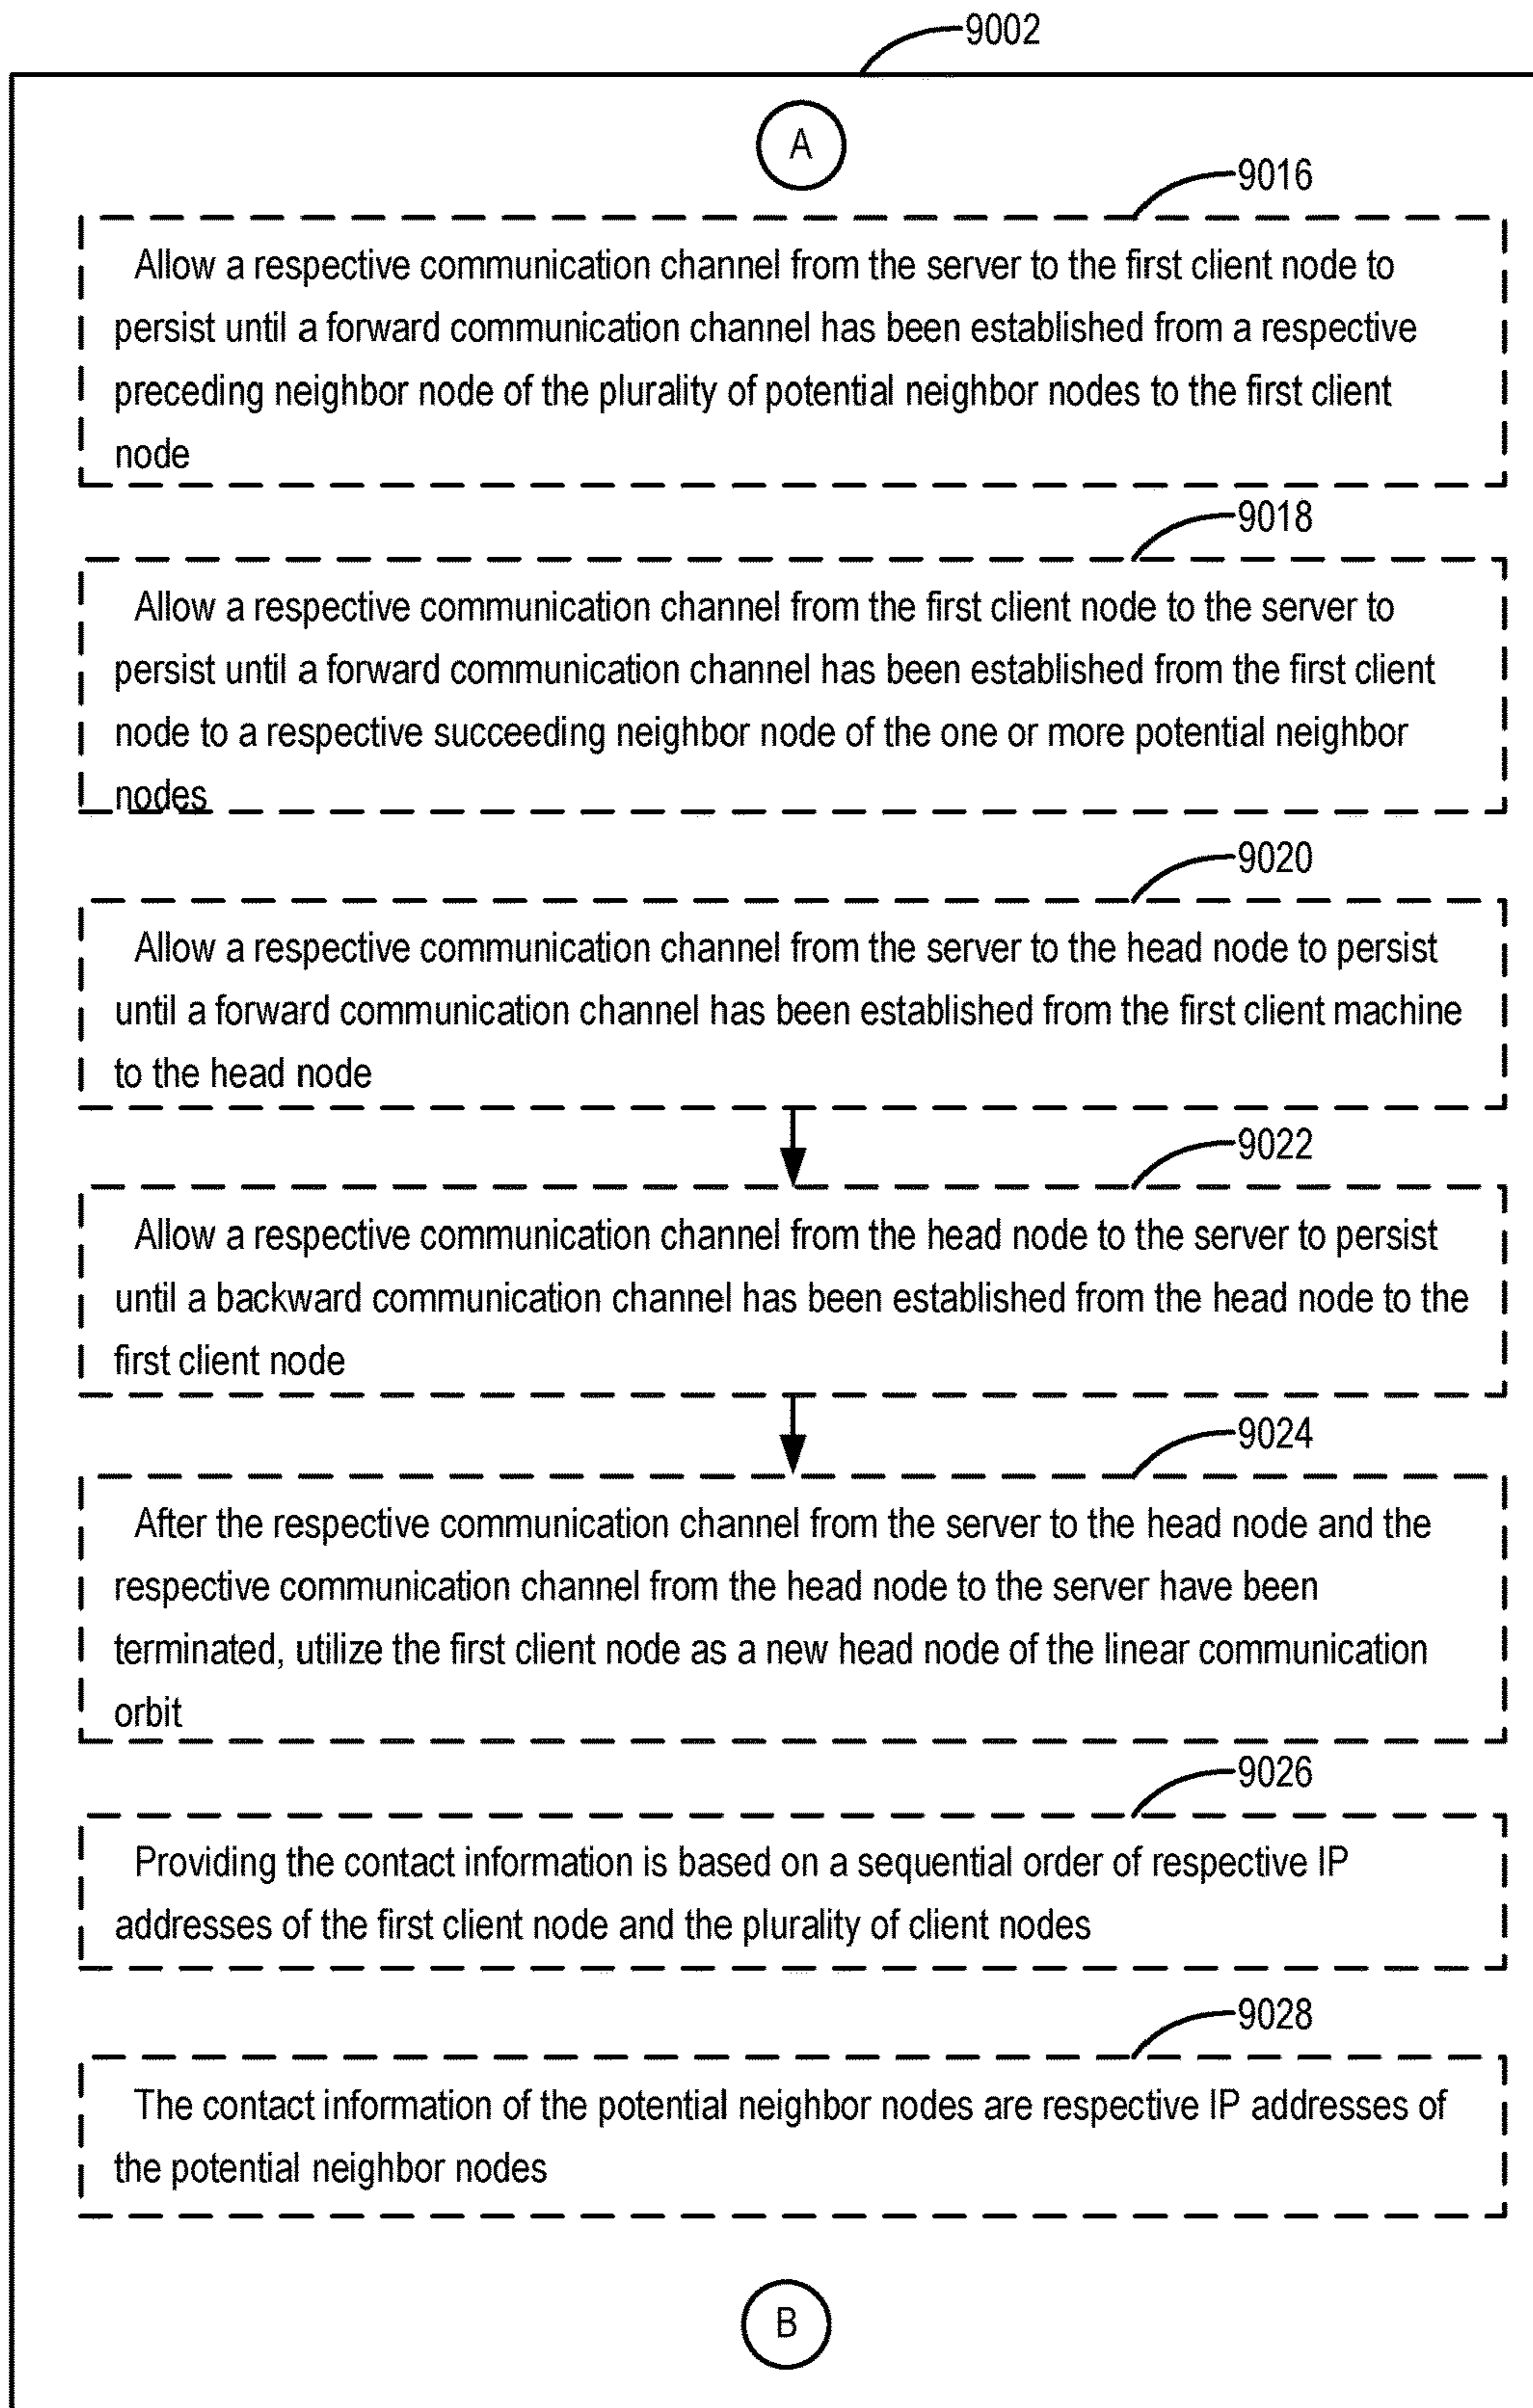 9002
A
9016
Allow a respective communication channel from the server to the first client node to
persist until a forward communication channel has been established from a respective
preceding neighbor node of the plurality of potential neighbor nodes to the first client
node
9018
Allow a respective communication channel from the first client node to the server to
persist until a forward communication channel has been established from the first client
node to a respective succeeding neighbor node of the one or more potential neighbor
nodes
9020
Allow a respective communication channel from the server to the head node to persist
until a forward communication channel has been established from the first client machine
to the head node
9022
Allow a respective communication channel from the head node to the server to persist
until a backward communication channel has been established from the head node to the
first client node
9024
After the respective communication channel from the server to the head node and the
respective communication channel from the head node to the server have been
terminated, utilize the first client node as a new head node of the linear communication
orbit
9026
Providing the contact information is based on a sequential order of respective IP
addresses of the first client node and the plurality of client nodes
9028
The contact information of the potential neighbor nodes are respective IP addresses of
the potential neighbor nodes
B